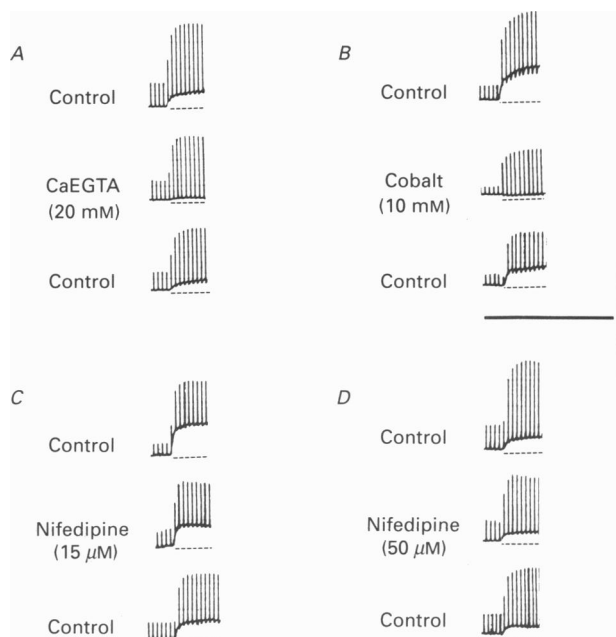 A
Control
CaEGTA
(20 mM)
Control
B
Control
Cobalt
(10 mM)
Control
C
Control
Nifedipine
(15 μM)
Control
D
Control
Nifedipine
(50 μM)
Control